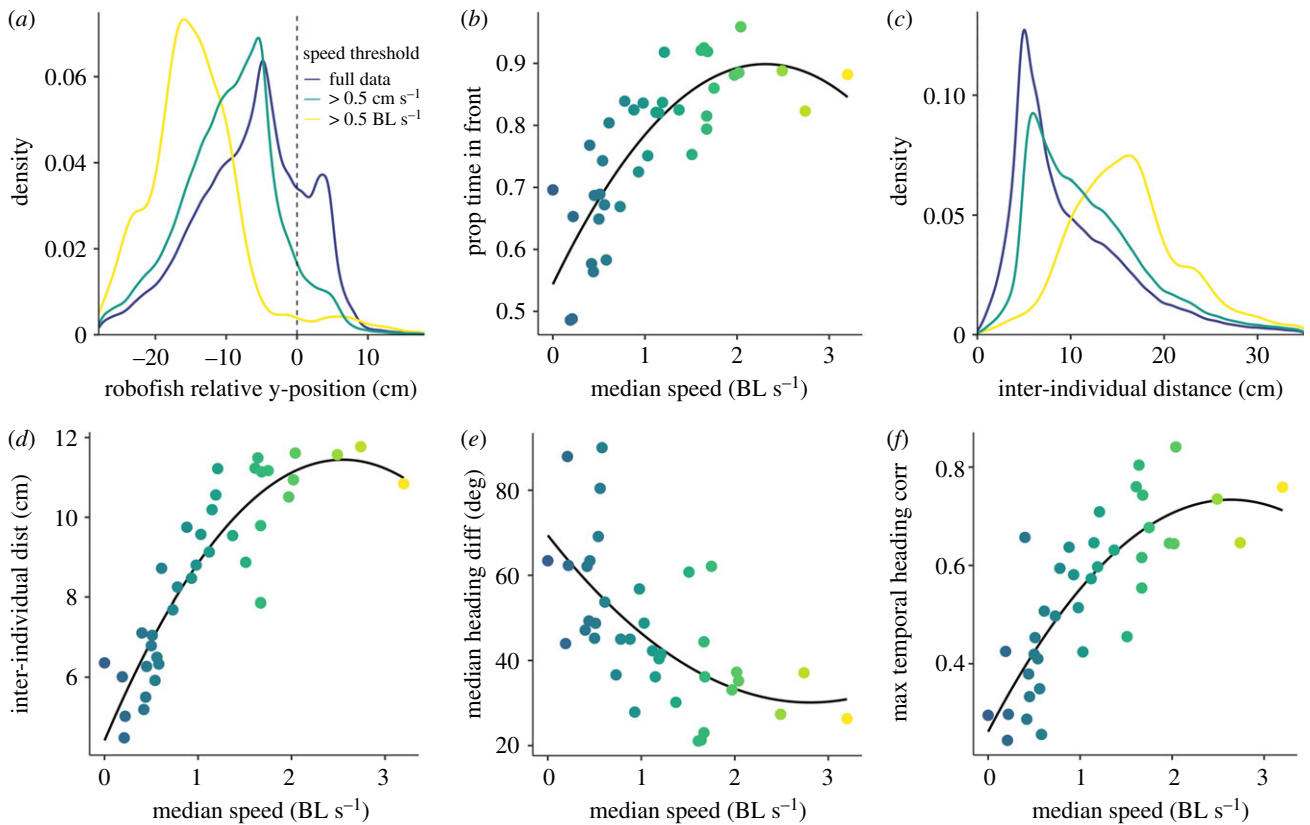 (a)
speed threshold
full data
> 0.5 cm s⁻¹
> 0.5 BL s⁻¹
density
0.06
0.04
0.02
0
–20
–10
0
10
robofish relative y-position (cm)
(b)
prop time in front
0.9
0.8
0.7
0.6
0.5
0
1
2
3
median speed (BL s⁻¹)
(c)
density
0.10
0.05
0
0
10
20
30
inter-individual distance (cm)
(d)
inter-individual dist (cm)
12
10
8
6
0
1
2
3
median speed (BL s⁻¹)
(e)
median heading diff (deg)
80
60
40
20
0
1
2
3
median speed (BL s⁻¹)
(f)
max temporal heading corr
0.8
0.6
0.4
0
1
2
3
median speed (BL s⁻¹)